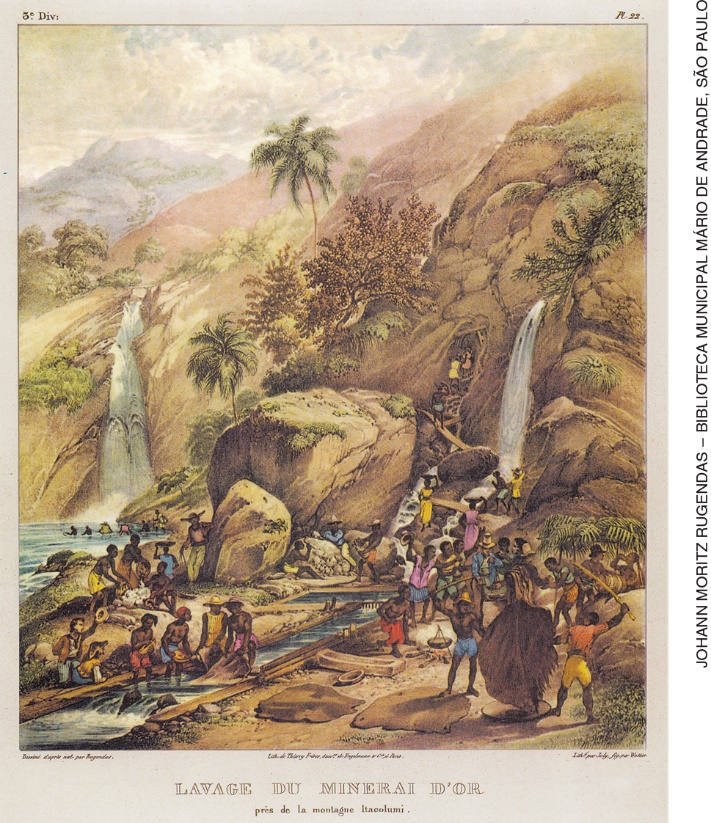 3e Div:
Pl. 22.
Dessiné d'après nat. par Rugendas.
Lith. de Thierry Frères, Succrs. de Engelmann & Cie. à Paris.
Lith. par Joly, fig. par Wattier
LAVAGE DU MINERAI D'OR
près de la montagne Itacolumi.
JOHANN MORITZ RUGENDAS – BIBLIOTECA MUNICIPAL MÁRIO DE ANDRADE, SÃO PAULO